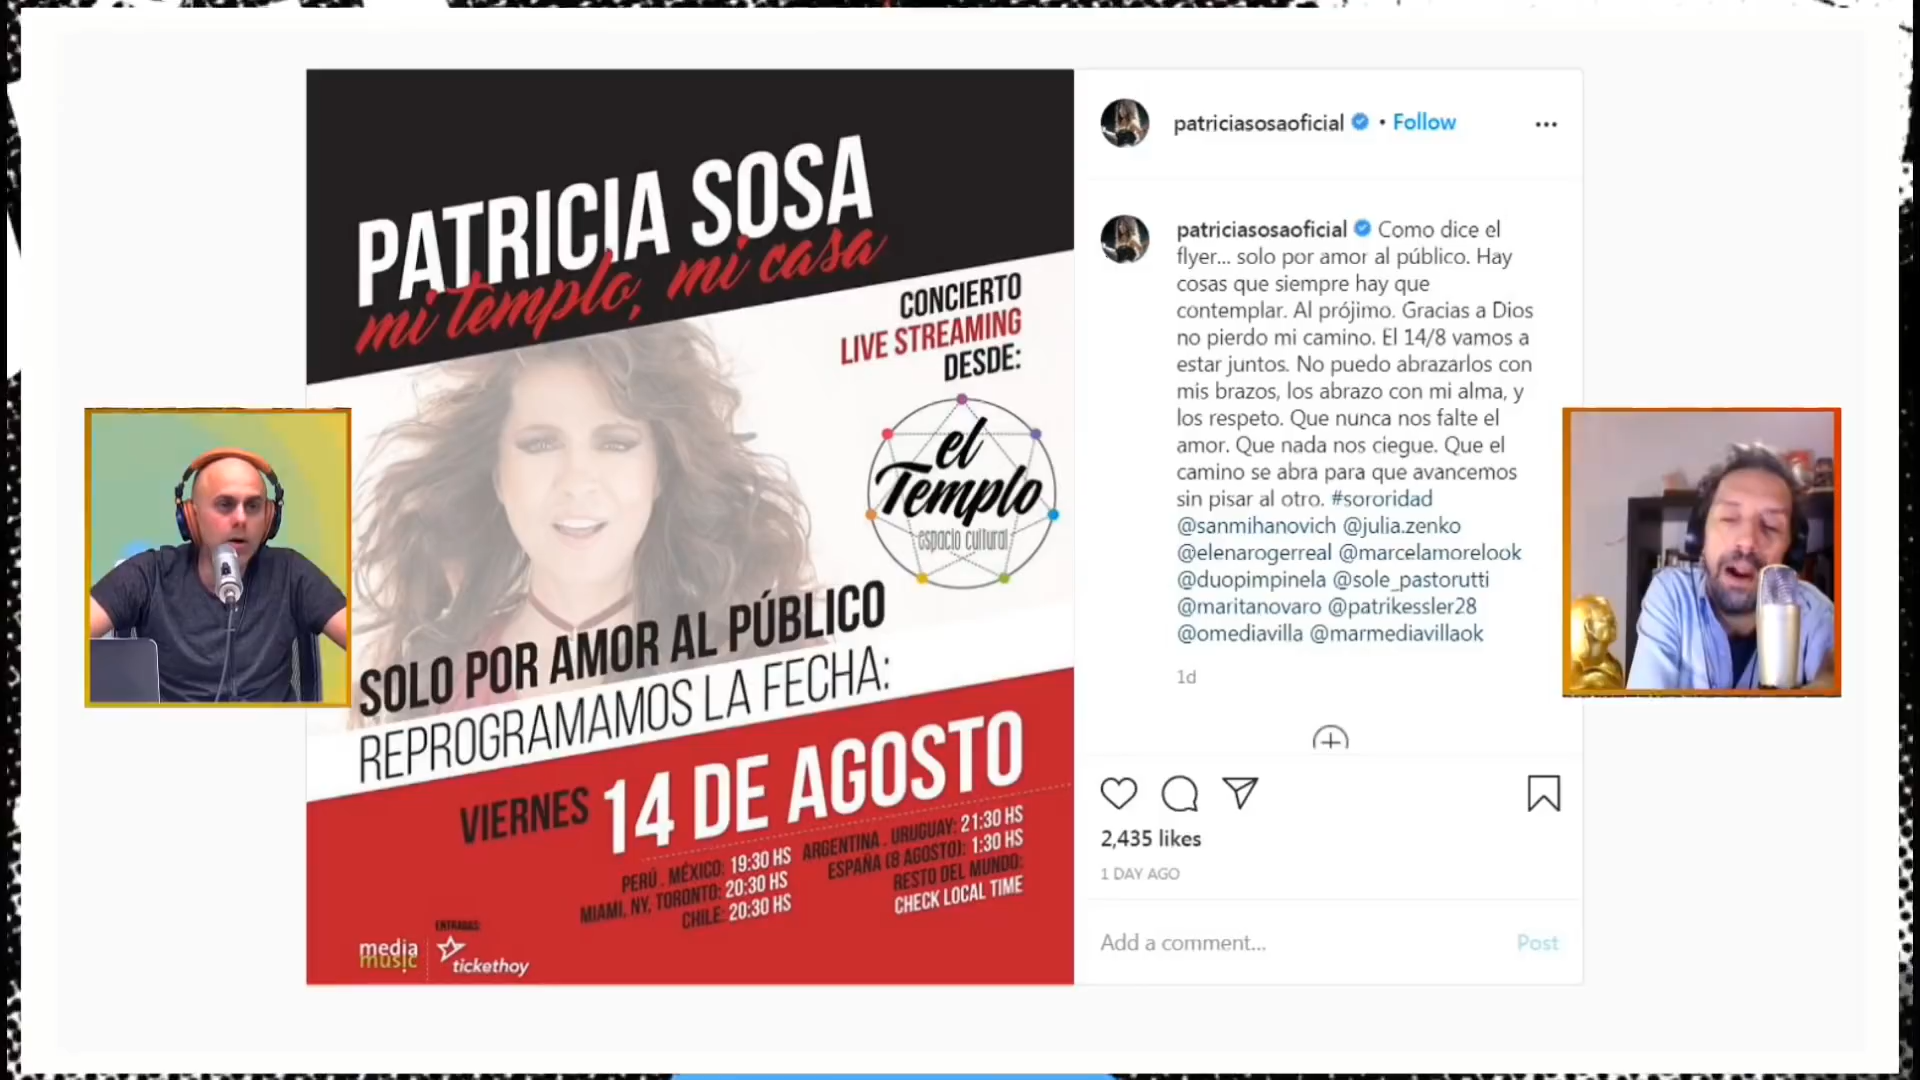 PATRICIA SOSA
mi templo, mi casa
CONCIERTO
LIVE STREAMING
DESDE:
el
Templo
espacio cultural
SOLO POR AMOR AL PÚBLICO
REPROGRAMAMOS LA FECHA:
VIERNES 14 DE AGOSTO
PERÚ . MÉXICO: 19:30 HS
MIAMI, NY, TORONTO: 20:30 HS
CHILE: 20:30 HS
ARGENTINA . URUGUAY: 21:30 HS
ESPAÑA (8 AGOSTO): 1:30 HS
RESTO DEL MUNDO:
CHECK LOCAL TIME
media
music
ENTRADAS:
tickethoy
patriciasosaoficial • Follow
patriciasosaoficial Como dice el
flyer... solo por amor al público. Hay
cosas que siempre hay que
contemplar. Al prójimo. Gracias a Dios
no pierdo mi camino. El 14/8 vamos a
estar juntos. No puedo abrazarlos con
mis brazos, los abrazo con mi alma, y
los respeto. Que nunca nos falte el
amor. Que nada nos ciegue. Que el
camino se abra para que avancemos
sin pisar al otro. #sororidad
@sanmihanovich @julia.zenko
@elenarogerreal @marcelamorelook
@duopimpinela @sole_pastorutti
@maritanovaro @patrikessler28
@omediavilla @marmediavillaok
1d
2,435 likes
1 DAY AGO
Add a comment...
Post